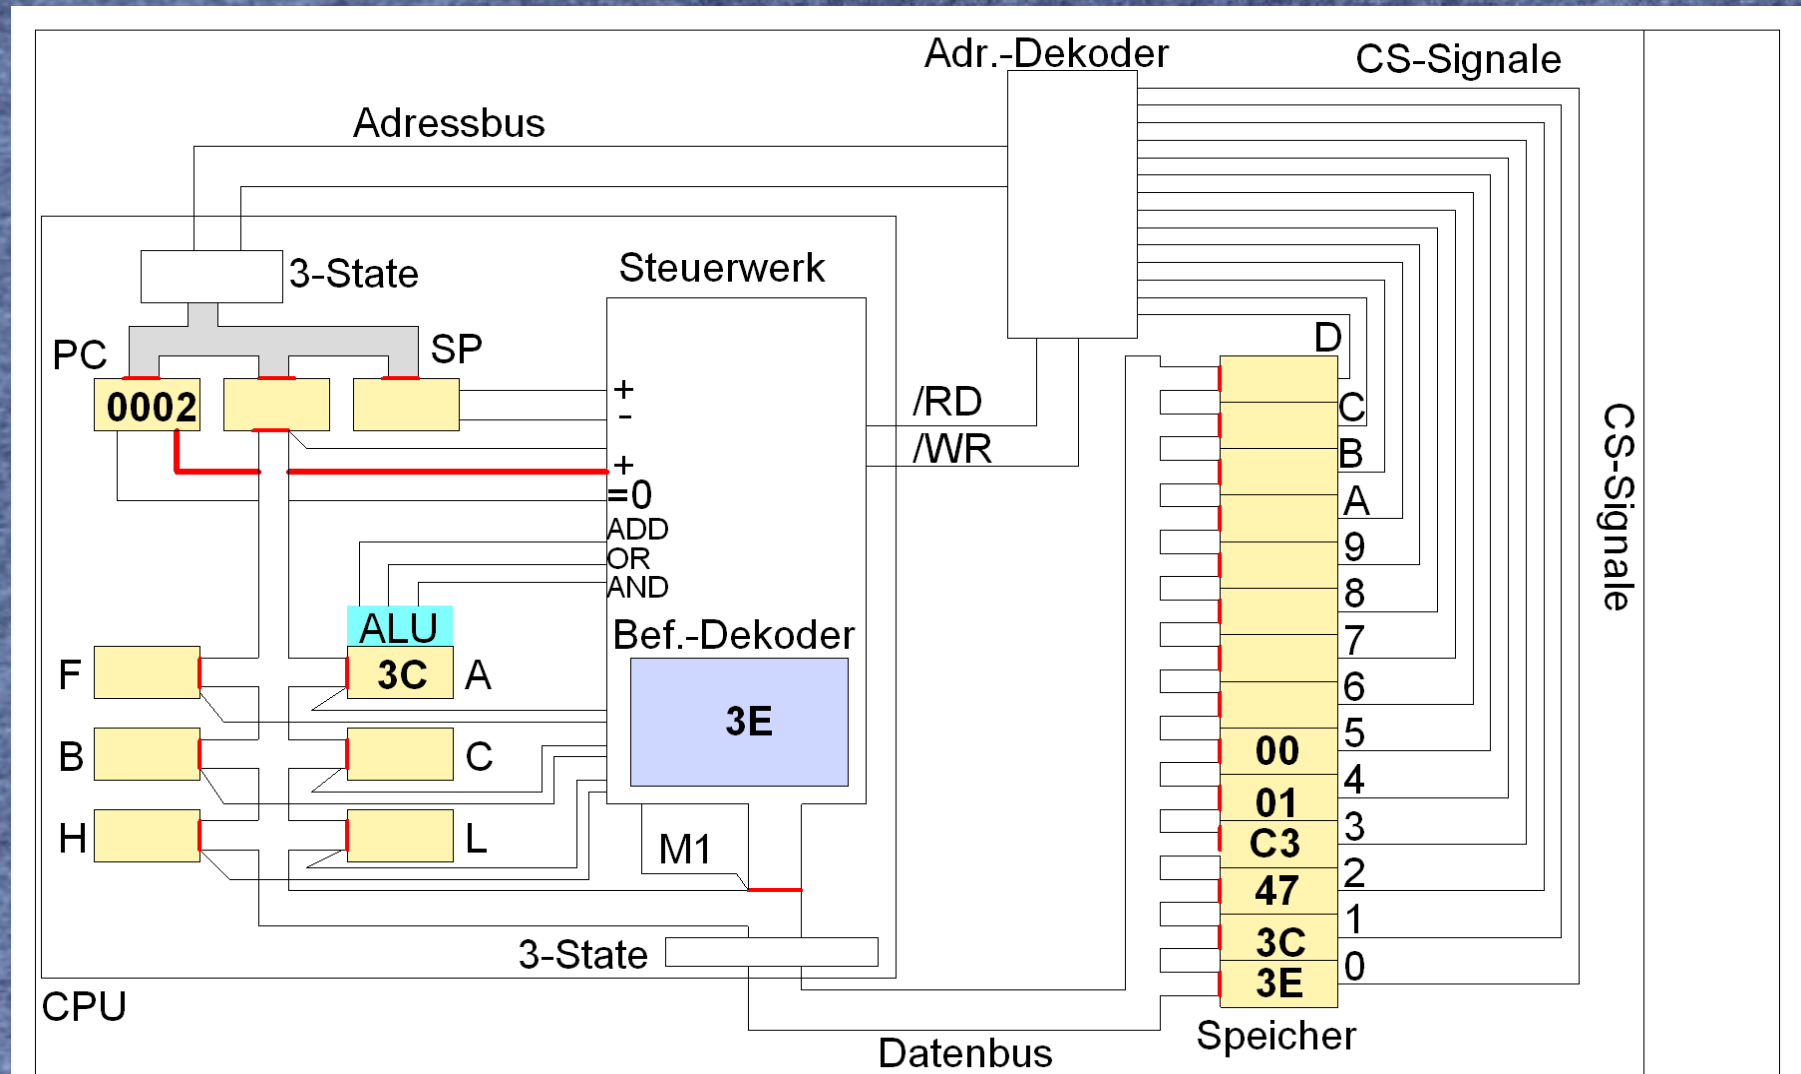 Adr.-Dekoder
CS-Signale
Adressbus
3-State
Steuerwerk
PC
SP
0002
+
-
+
=0
ADD
OR
AND
/RD
/WR
CS-Signale
ALU
Bef.-Dekoder
F
3C
A
3E
B
C
H
L
M1
3-State
CPU
D
C
B
A
9
8
7
6
5
00
4
01
3
C3
2
47
1
3C
0
3E
Speicher
Datenbus